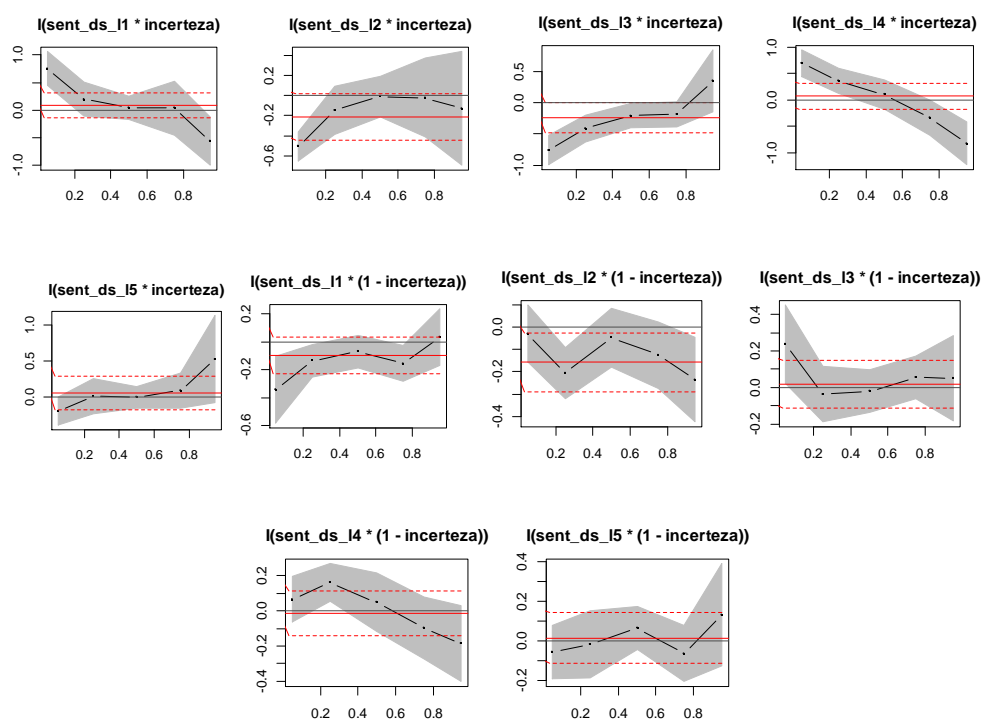 I(sent_ds_l1 * incerteza)
1.0
0.0
-1.0
0.2 0.4 0.6 0.8
I(sent_ds_l2 * incerteza)
0.2
-0.2
-0.6
0.2 0.4 0.6 0.8
I(sent_ds_l3 * incerteza)
0.5
0.0
-1.0
0.2 0.4 0.6 0.8
I(sent_ds_l4 * incerteza)
1.0
0.0
-1.0
0.2 0.4 0.6 0.8
I(sent_ds_l5 * incerteza)
1.0
0.5
0.0
0.2 0.4 0.6 0.8
I(sent_ds_l1 * (1 - incerteza))
0.2
-0.2
-0.6
0.2 0.4 0.6 0.8
I(sent_ds_l2 * (1 - incerteza))
0.0
-0.2
-0.4
0.2 0.4 0.6 0.8
I(sent_ds_l3 * (1 - incerteza))
0.4
0.2
0.0
-0.2
0.2 0.4 0.6 0.8
I(sent_ds_l4 * (1 - incerteza))
0.2
0.0
-0.2
-0.4
0.2 0.4 0.6 0.8
I(sent_ds_l5 * (1 - incerteza))
0.4
0.2
0.0
-0.2
0.2 0.4 0.6 0.8